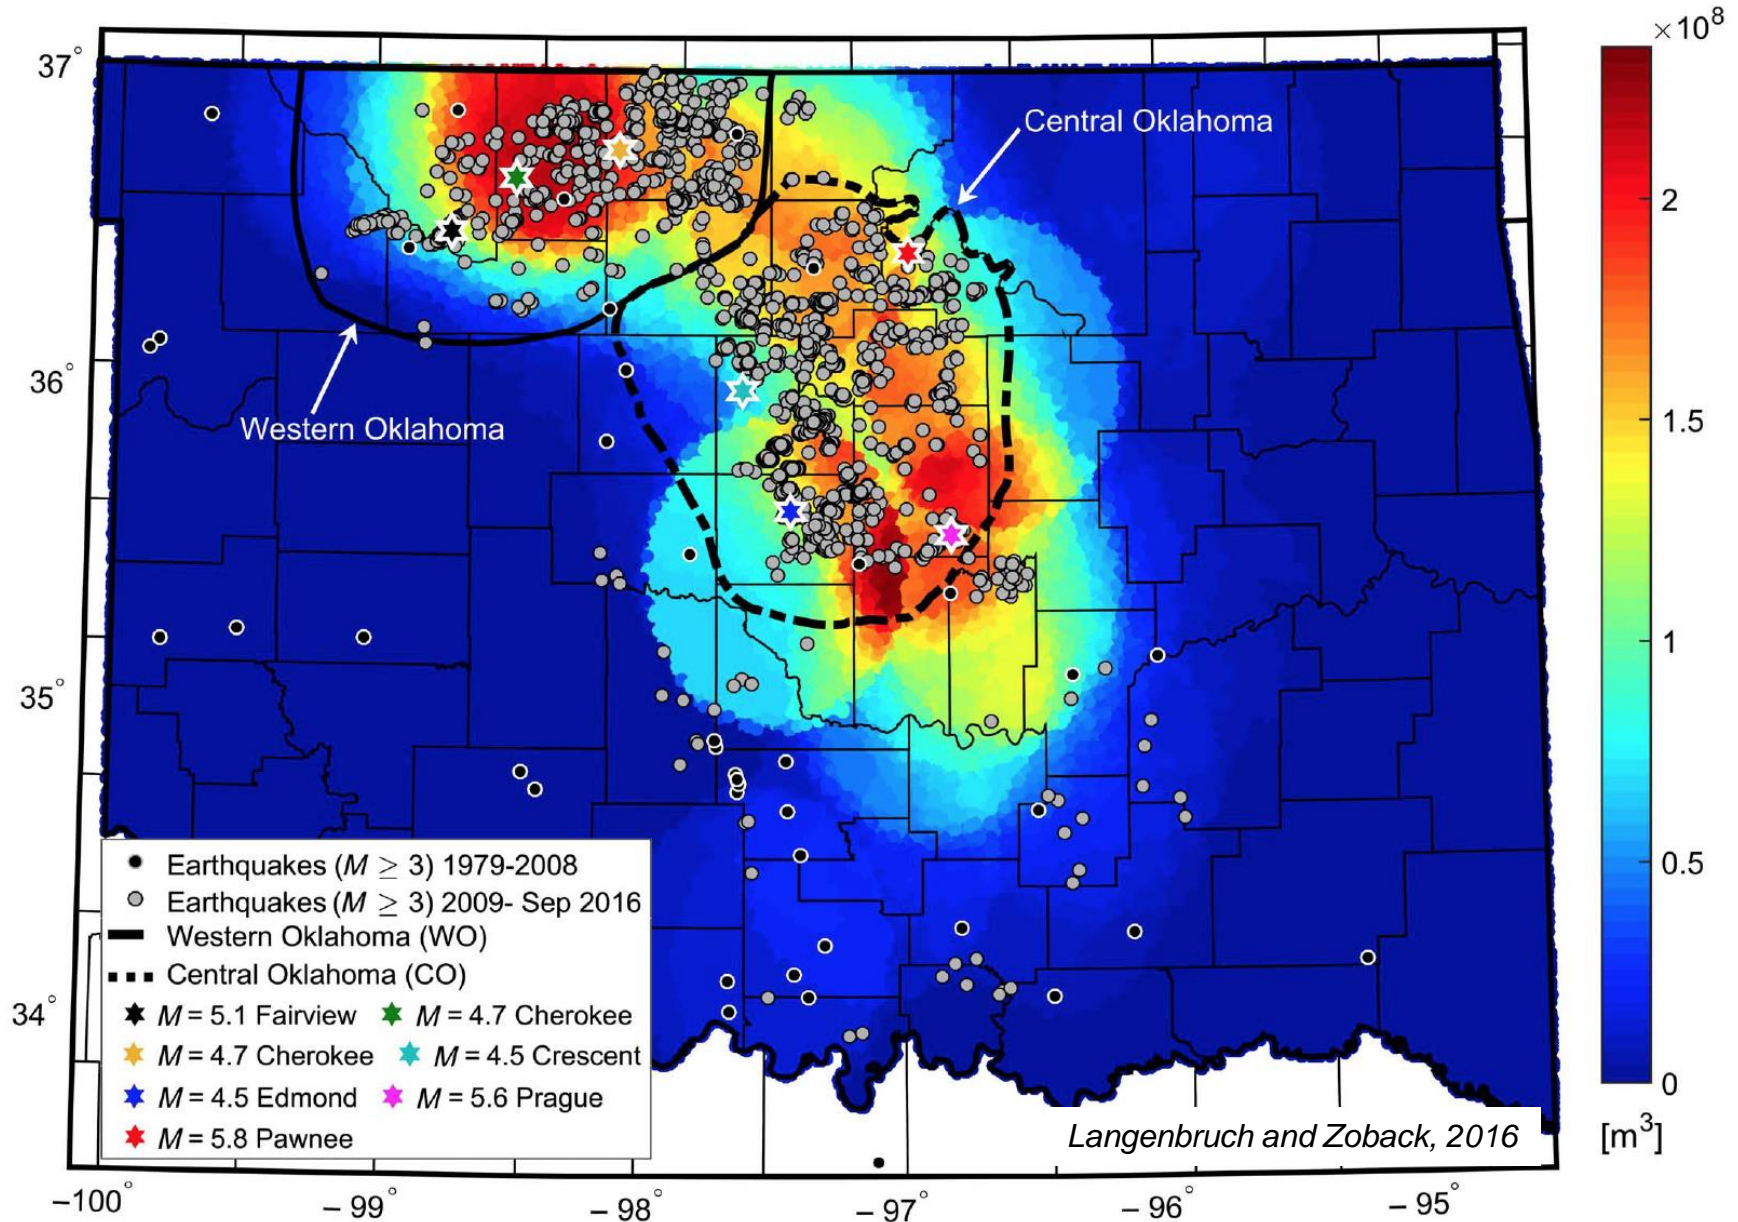 ×10⁸
37°
Central Oklahoma
2
36°
Western Oklahoma
1.5
1
35°
Earthquakes (M ≥ 3) 1979-2008
0.5
Earthquakes (M ≥ 3) 2009- Sep 2016
Western Oklahoma (WO)
Central Oklahoma (CO)
34°
M = 5.1 Fairview M = 4.7 Cherokee
M = 4.7 Cherokee M = 4.5 Crescent
0
M = 4.5 Edmond M = 5.6 Prague
M = 5.8 Pawnee
Langenbruch and Zoback, 2016
[m³]
−100° −99° −98° −97° −96° −95°